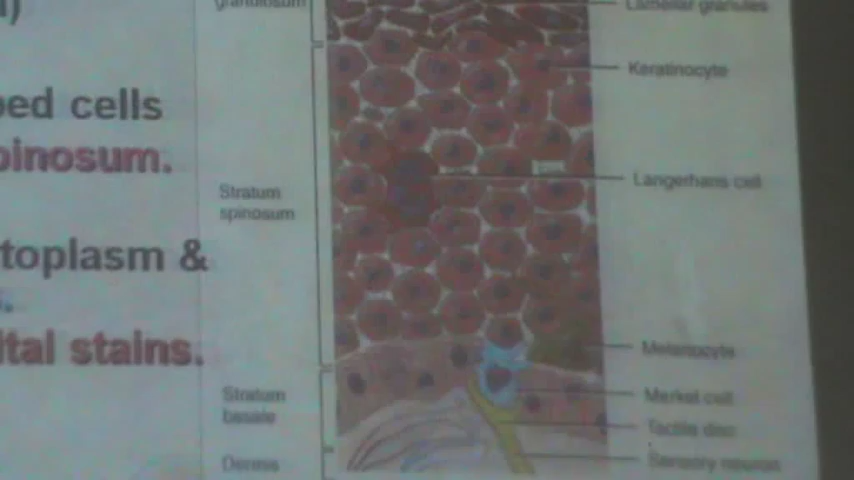 granulosum
Lamellar granules
Keratinocyte
ped cells
pinosum.
Langerhans cell
Stratum
spinosum
toplasm &
s.
ital stains.
Melanocyte
Stratum
basale
Merkel cell
Tactile disc
Dermis
Sensory neuron